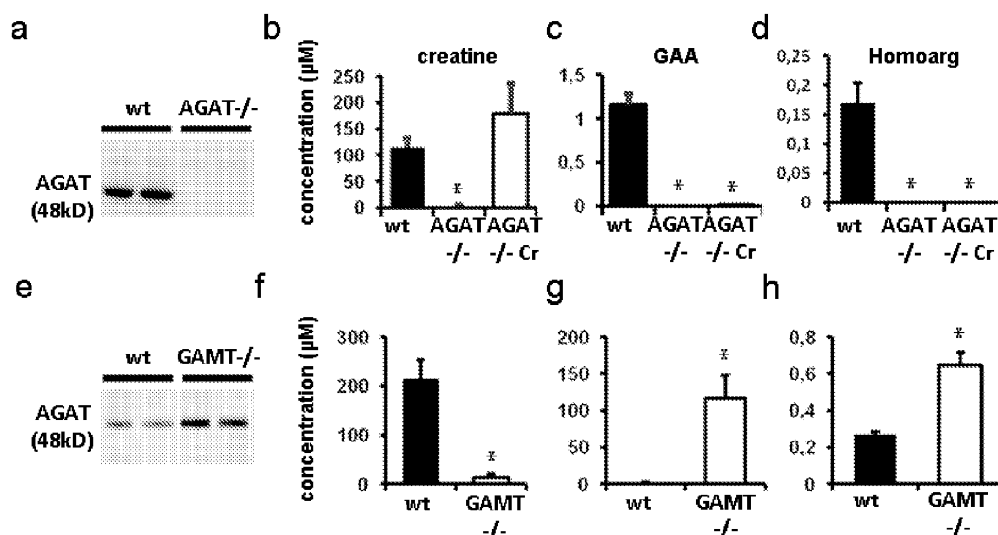 a
wt AGAT-/-
AGAT
(48kD)
b
creatine
concentration (µM)
250
200
150
100
50
0
*
wt AGAT AGAT
-/- -/- Cr
c
GAA
1,5
1
0,5
0
* *
wt AGAT AGAT
-/- -/- Cr
d
Homoarg
0,25
0,2
0,15
0,1
0,05
0
* *
wt AGAT AGAT
-/- -/- Cr
e
wt GAMT-/-
AGAT
(48kD)
f
concentration (µM)
300
200
100
0
*
wt GAMT
-/-
g
200
150
100
50
0
*
wt GAMT
-/-
h
0,8
0,6
0,4
0,2
0
*
wt GAMT
-/-